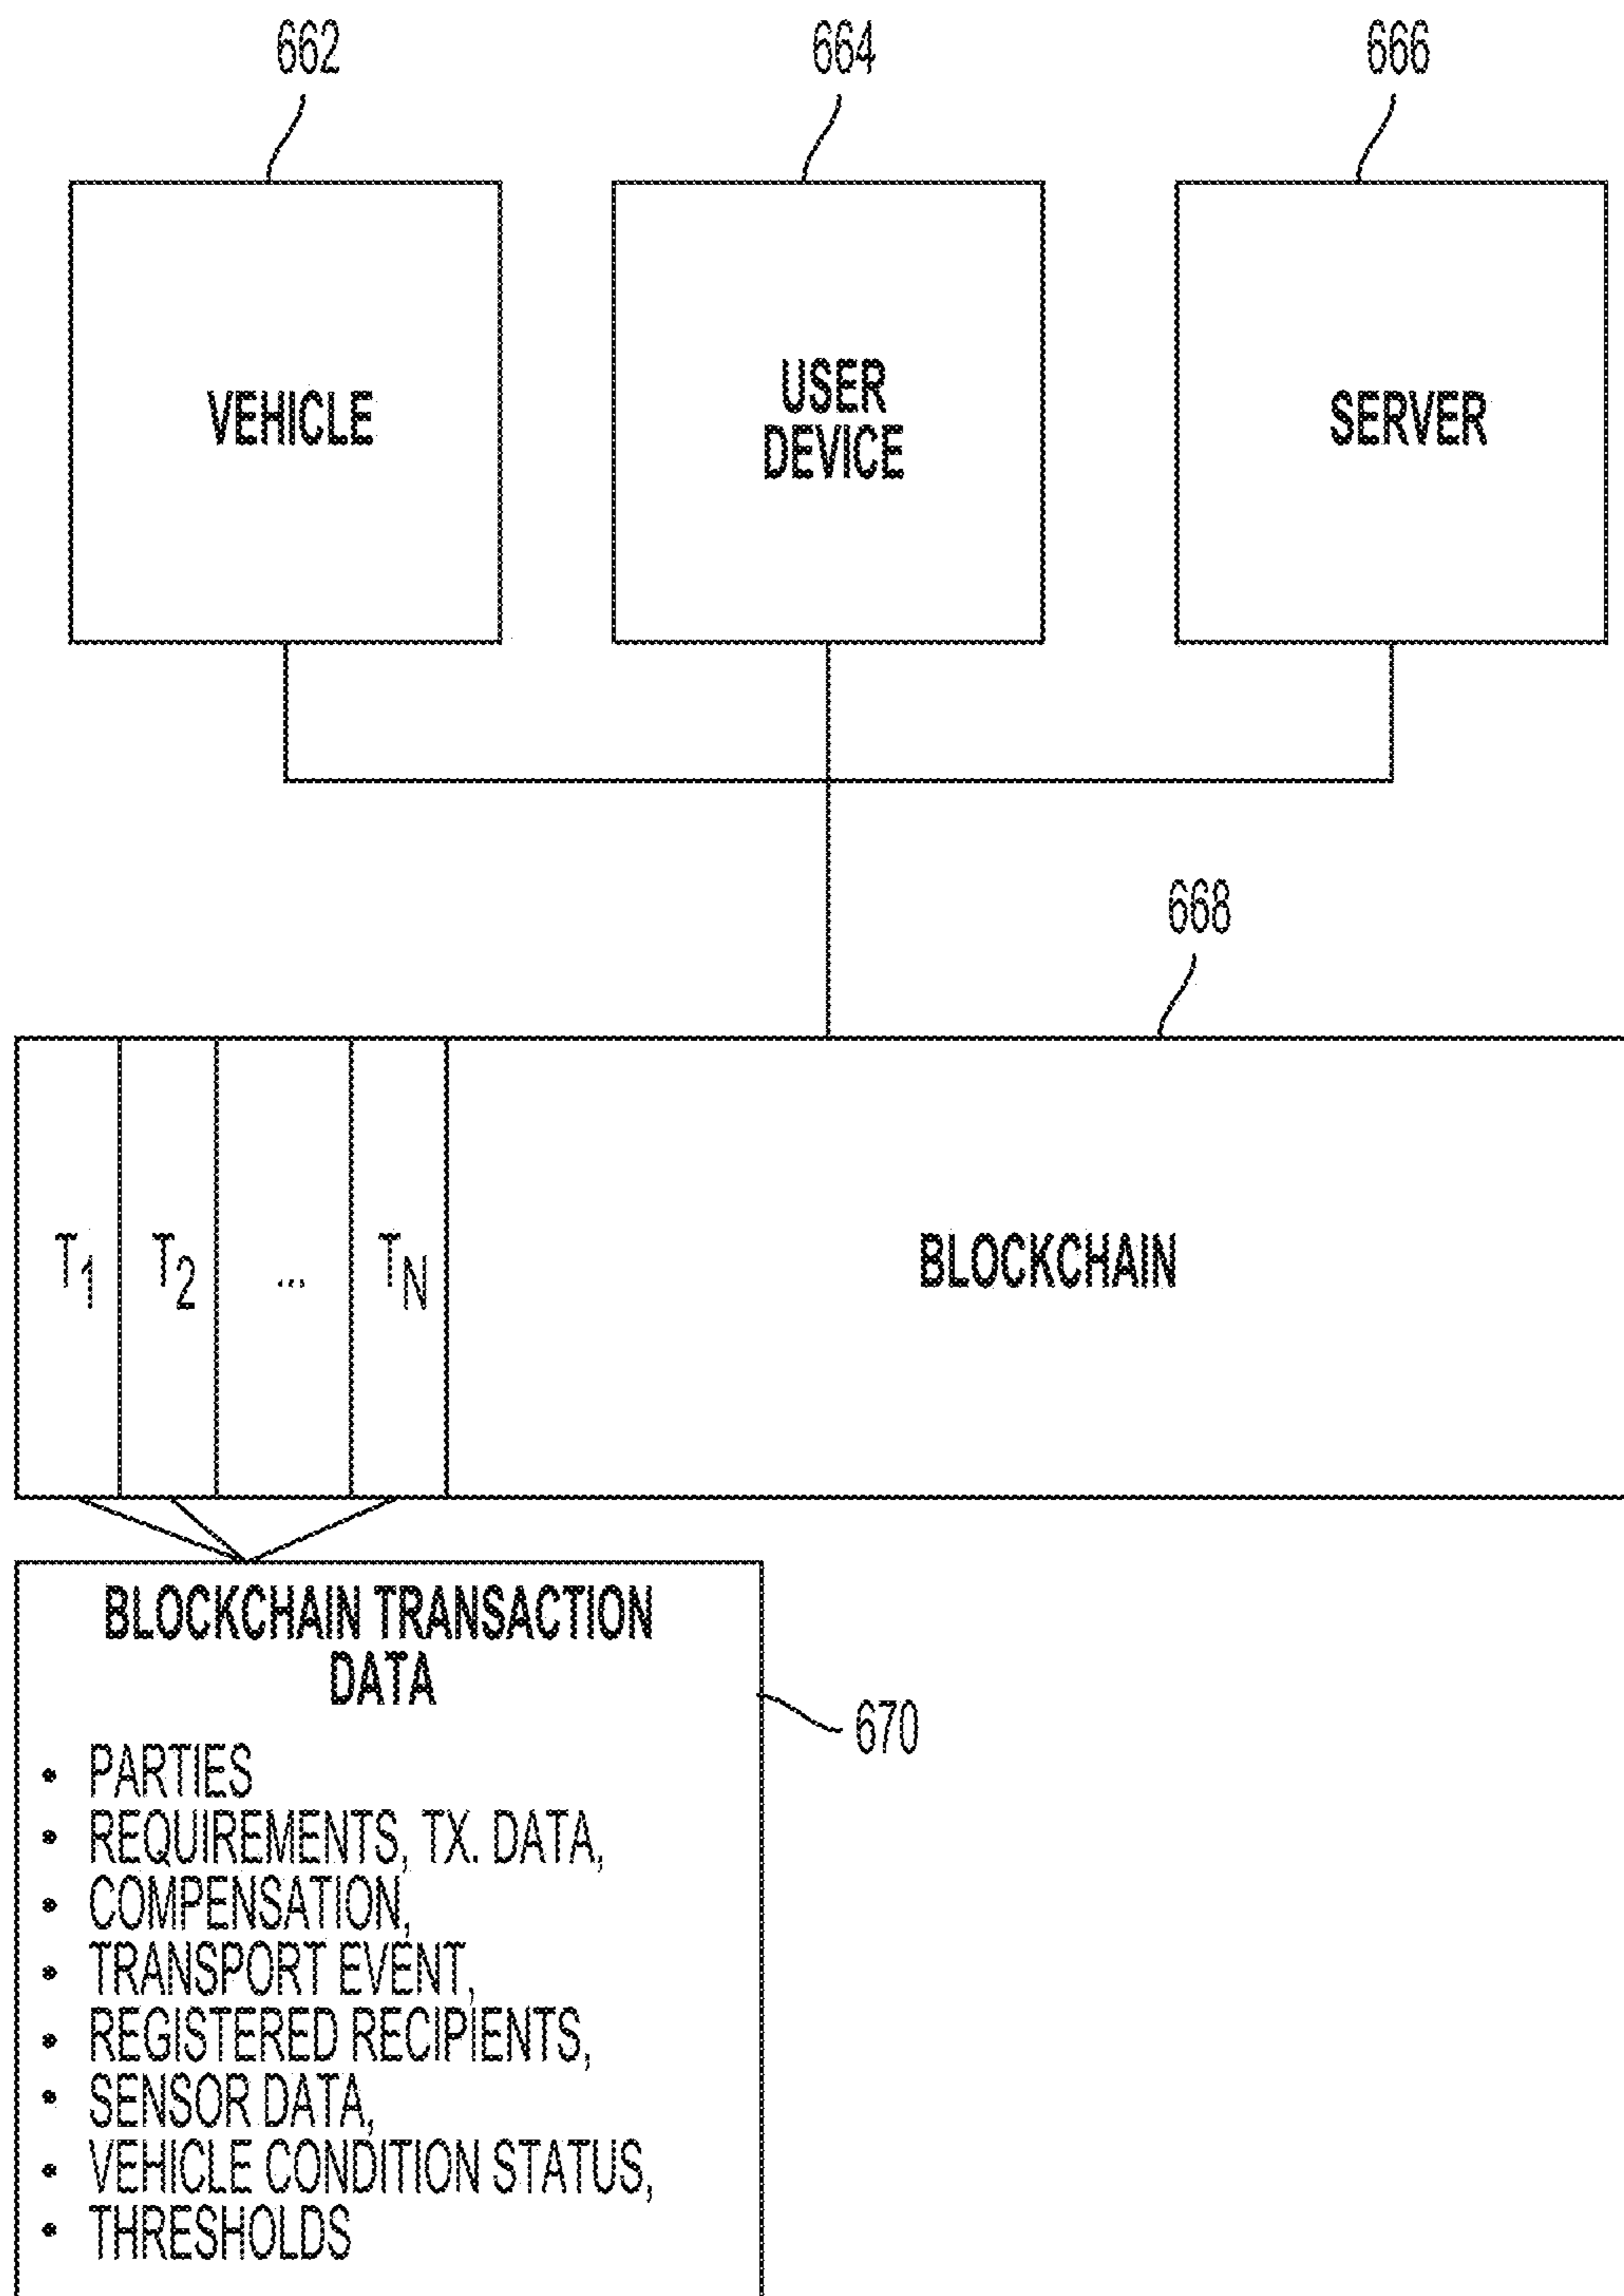 662
664
666
VEHICLE
USER
DEVICE
SERVER
668
T1
T2
...
TN
BLOCKCHAIN
BLOCKCHAIN TRANSACTION
DATA
670
• PARTIES
• REQUIREMENTS, TX. DATA,
• COMPENSATION,
• TRANSPORT EVENT,
• REGISTERED RECIPIENTS,
• SENSOR DATA,
• VEHICLE CONDITION STATUS,
• THRESHOLDS